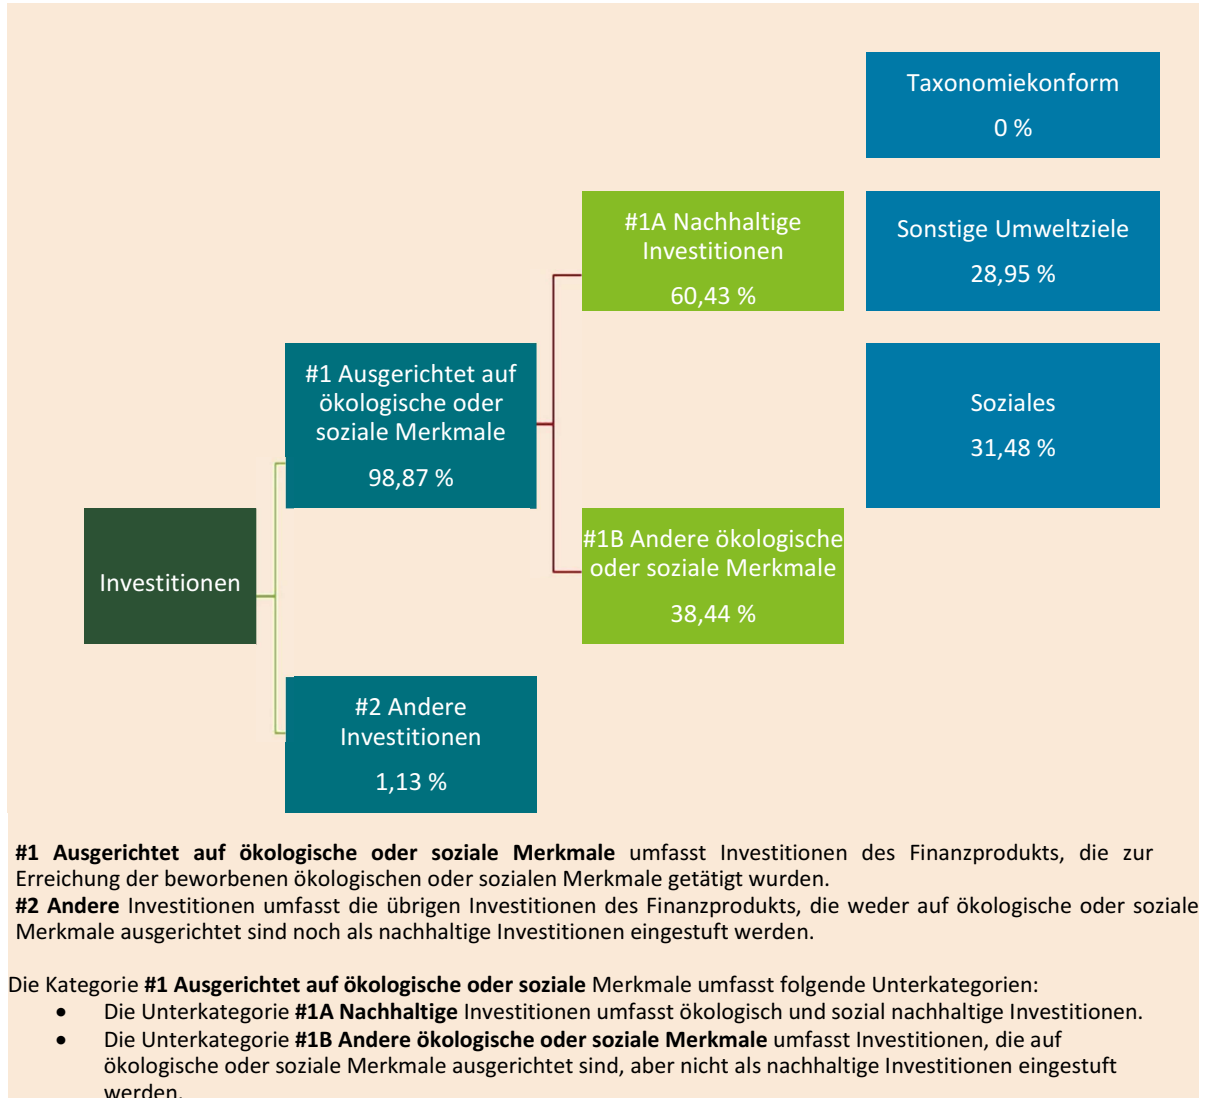 Taxonomiekonform
0 %
#1A Nachhaltige
Investitionen
60,43 %
Sonstige Umweltziele
28,95 %
#1 Ausgerichtet auf
ökologische oder
soziale Merkmale
98,87 %
Soziales
31,48 %
Investitionen
#1B Andere ökologische
oder soziale Merkmale
38,44 %
#2 Andere
Investitionen
1,13 %
#1 Ausgerichtet auf ökologische oder soziale Merkmale umfasst Investitionen des Finanzprodukts, die zur
Erreichung der beworbenen ökologischen oder sozialen Merkmale getätigt wurden.
#2 Andere Investitionen umfasst die übrigen Investitionen des Finanzprodukts, die weder auf ökologische oder soziale
Merkmale ausgerichtet sind noch als nachhaltige Investitionen eingestuft werden.
Die Kategorie #1 Ausgerichtet auf ökologische oder soziale Merkmale umfasst folgende Unterkategorien:
• Die Unterkategorie #1A Nachhaltige Investitionen umfasst ökologisch und sozial nachhaltige Investitionen.
• Die Unterkategorie #1B Andere ökologische oder soziale Merkmale umfasst Investitionen, die auf
ökologische oder soziale Merkmale ausgerichtet sind, aber nicht als nachhaltige Investitionen eingestuft
werden.